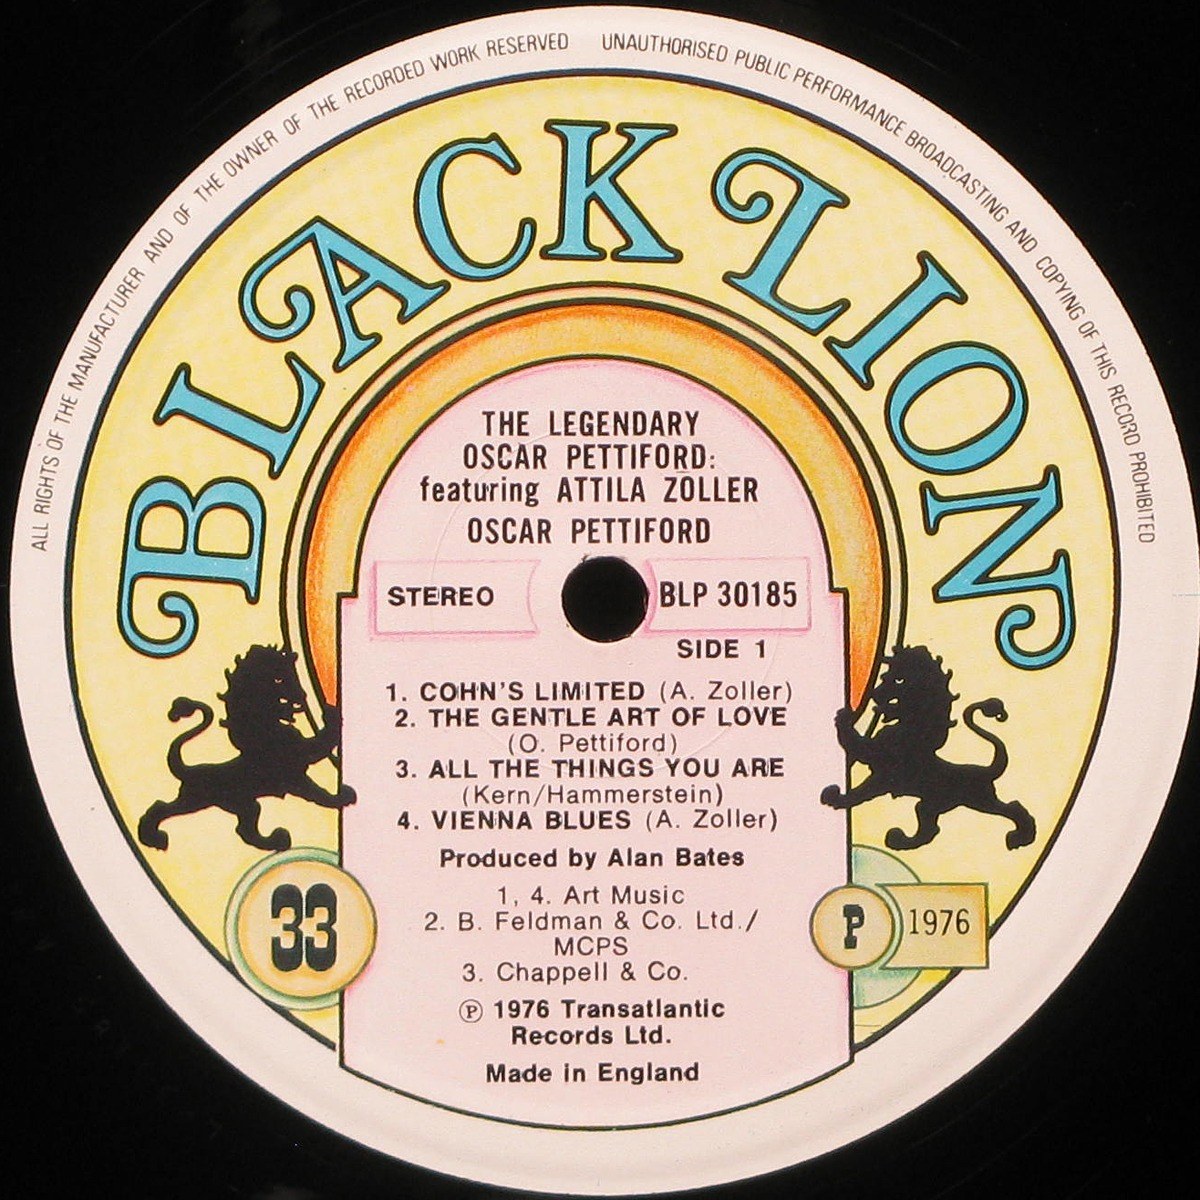 ALL RIGHTS OF THE MANUFACTURER AND OF THE OWNER OF THE RECORDED WORK RESERVED
UNAUTHORISED PUBLIC PERFORMANCE BROADCASTING AND COPYING OF THIS RECORD PROHIBITED
BLACK LION
THE LEGENDARY
OSCAR PETTIFORD:
featuring ATTILA ZOLLER
OSCAR PETTIFORD
STEREO
BLP 30185
SIDE 1
1. COHN'S LIMITED (A. Zoller)
2. THE GENTLE ART OF LOVE
(O. Pettiford)
3. ALL THE THINGS YOU ARE
(Kern/Hammerstein)
4. VIENNA BLUES (A. Zoller)
Produced by Alan Bates
1, 4. Art Music
2. B. Feldman & Co. Ltd./
MCPS
3. Chappell & Co.
℗ 1976 Transatlantic
Records Ltd.
Made in England
33
P 1976